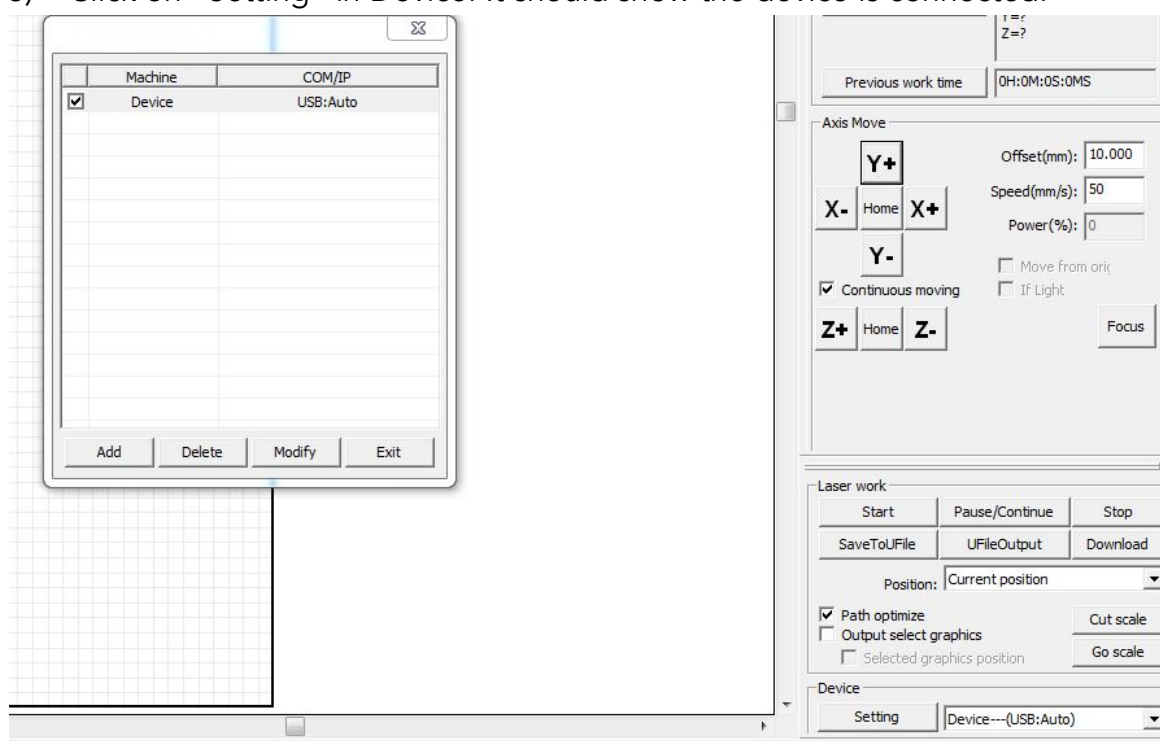 Click on "Setting" in Device. It should show the device is connected.
Machine COM/IP
Device USB:Auto
Add Delete Modify Exit
Z=?
Previous work time 0H:0M:0S:0MS
Axis Move
Y+
Offset(mm): 10.000
X- Home X+
Speed(mm/s): 50
Power(%): 0
Y-
Move from orig
Continuous moving
If Light
Z+ Home Z-
Focus
Laser work
Start Pause/Continue Stop
SaveToUFile UFileOutput Download
Position: Current position
Path optimize
Cut scale
Output select graphics
Selected graphics position
Go scale
Device
Setting Device---(USB:Auto)